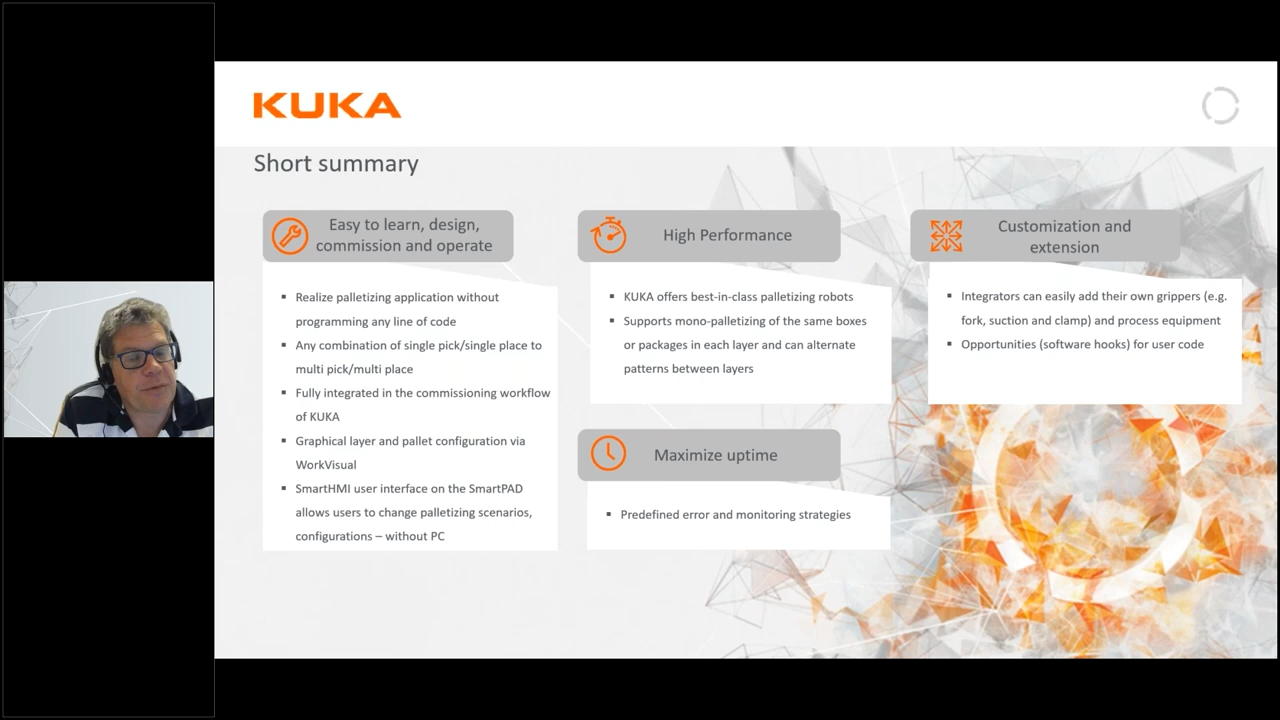 KUKA
Short summary
Easy to learn, design,
commission and operate
▪ Realize palletizing application without
programming any line of code
▪ Any combination of single pick/single place to
multi pick/multi place
▪ Fully integrated in the commissioning workflow
of KUKA
▪ Graphical layer and pallet configuration via
WorkVisual
▪ SmartHMI user interface on the SmartPAD
allows users to change palletizing scenarios,
configurations – without PC
High Performance
▪ KUKA offers best-in-class palletizing robots
▪ Supports mono-palletizing of the same boxes
or packages in each layer and can alternate
patterns between layers
Maximize uptime
▪ Predefined error and monitoring strategies
Customization and
extension
▪ Integrators can easily add their own grippers (e.g.
fork, suction and clamp) and process equipment
▪ Opportunities (software hooks) for user code